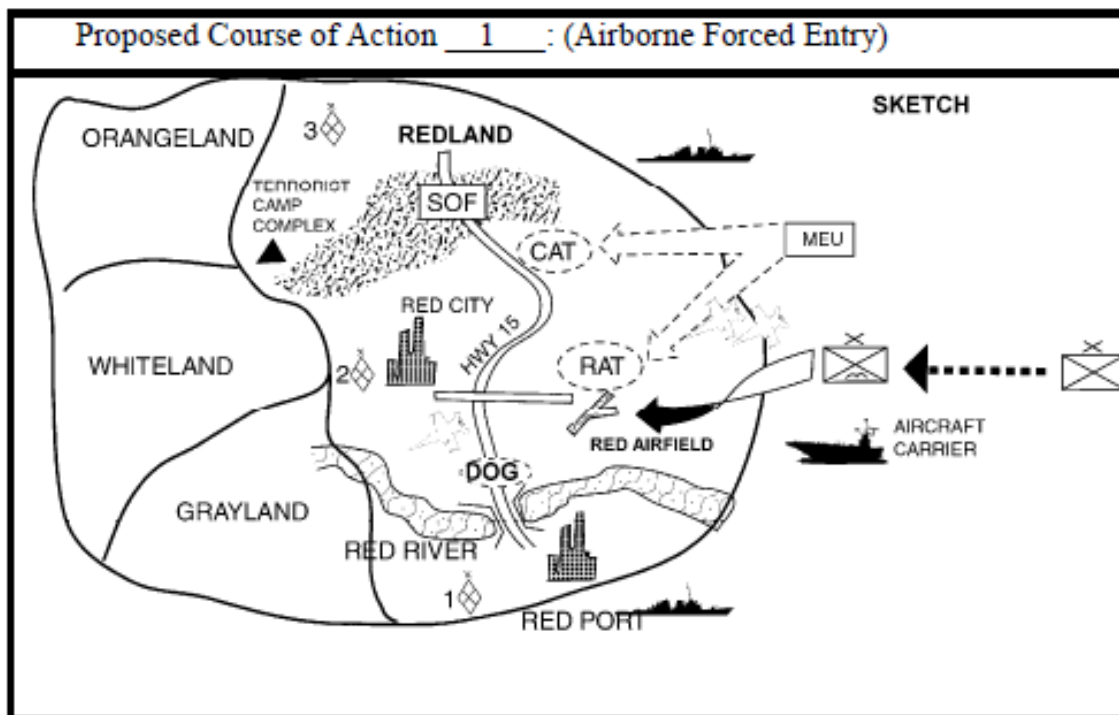 Proposed Course of Action 1 : (Airborne Forced Entry)
SKETCH
ORANGELAND
3
REDLAND
TERRORIST
CAMP
COMPLEX
SOF
CAT
MEU
RED CITY
HWY 15
WHITELAND
2
RAT
RED AIRFIELD
AIRCRAFT
CARRIER
DOG
GRAYLAND
RED RIVER
1
RED PORT